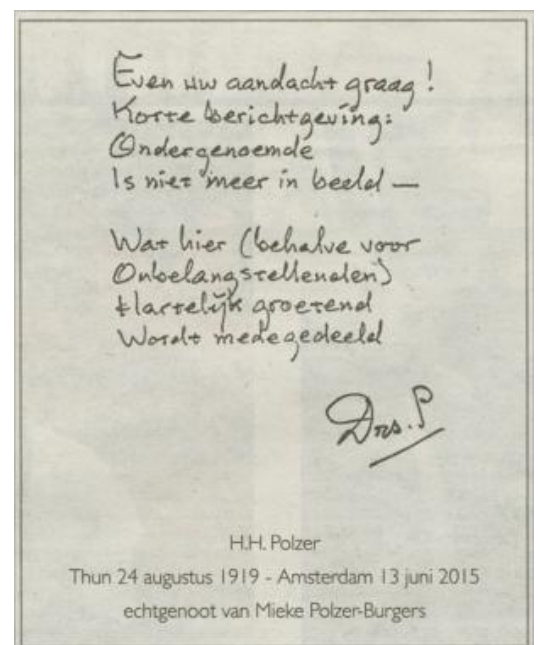 Even uw aandacht graag!
Korte berichtgeving:
Ondergenoemde
Is niet meer in beeld —
Wat hier (behalve voor
Onbelangstellenden)
Hartelijk groetend
Wordt medegedeeld
Drs. P
H.H. Polzer
Thun 24 augustus 1919 - Amsterdam 13 juni 2015
echtgenoot van Mieke Polzer-Burgers